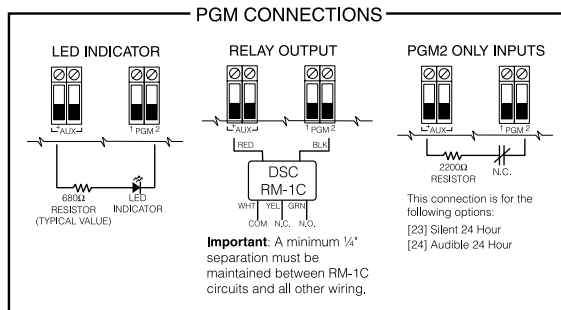 PGM CONNECTIONS
LED INDICATOR
+AUX-
1 PGM 2
680Ω
RESISTOR
(TYPICAL VALUE)
LED
INDICATOR
RELAY OUTPUT
+AUX-
1 PGM 2
RED
BLK
DSC
RM-1C
WHT YEL GRN
COM N.C. N.O.
Important: A minimum ¼"
separation must be
maintained between RM-1C
circuits and all other wiring.
PGM2 ONLY INPUTS
+AUX-
1 PGM 2
2200Ω
RESISTOR
N.C.
This connection is for the
following options:
[23] Silent 24 Hour
[24] Audible 24 Hour